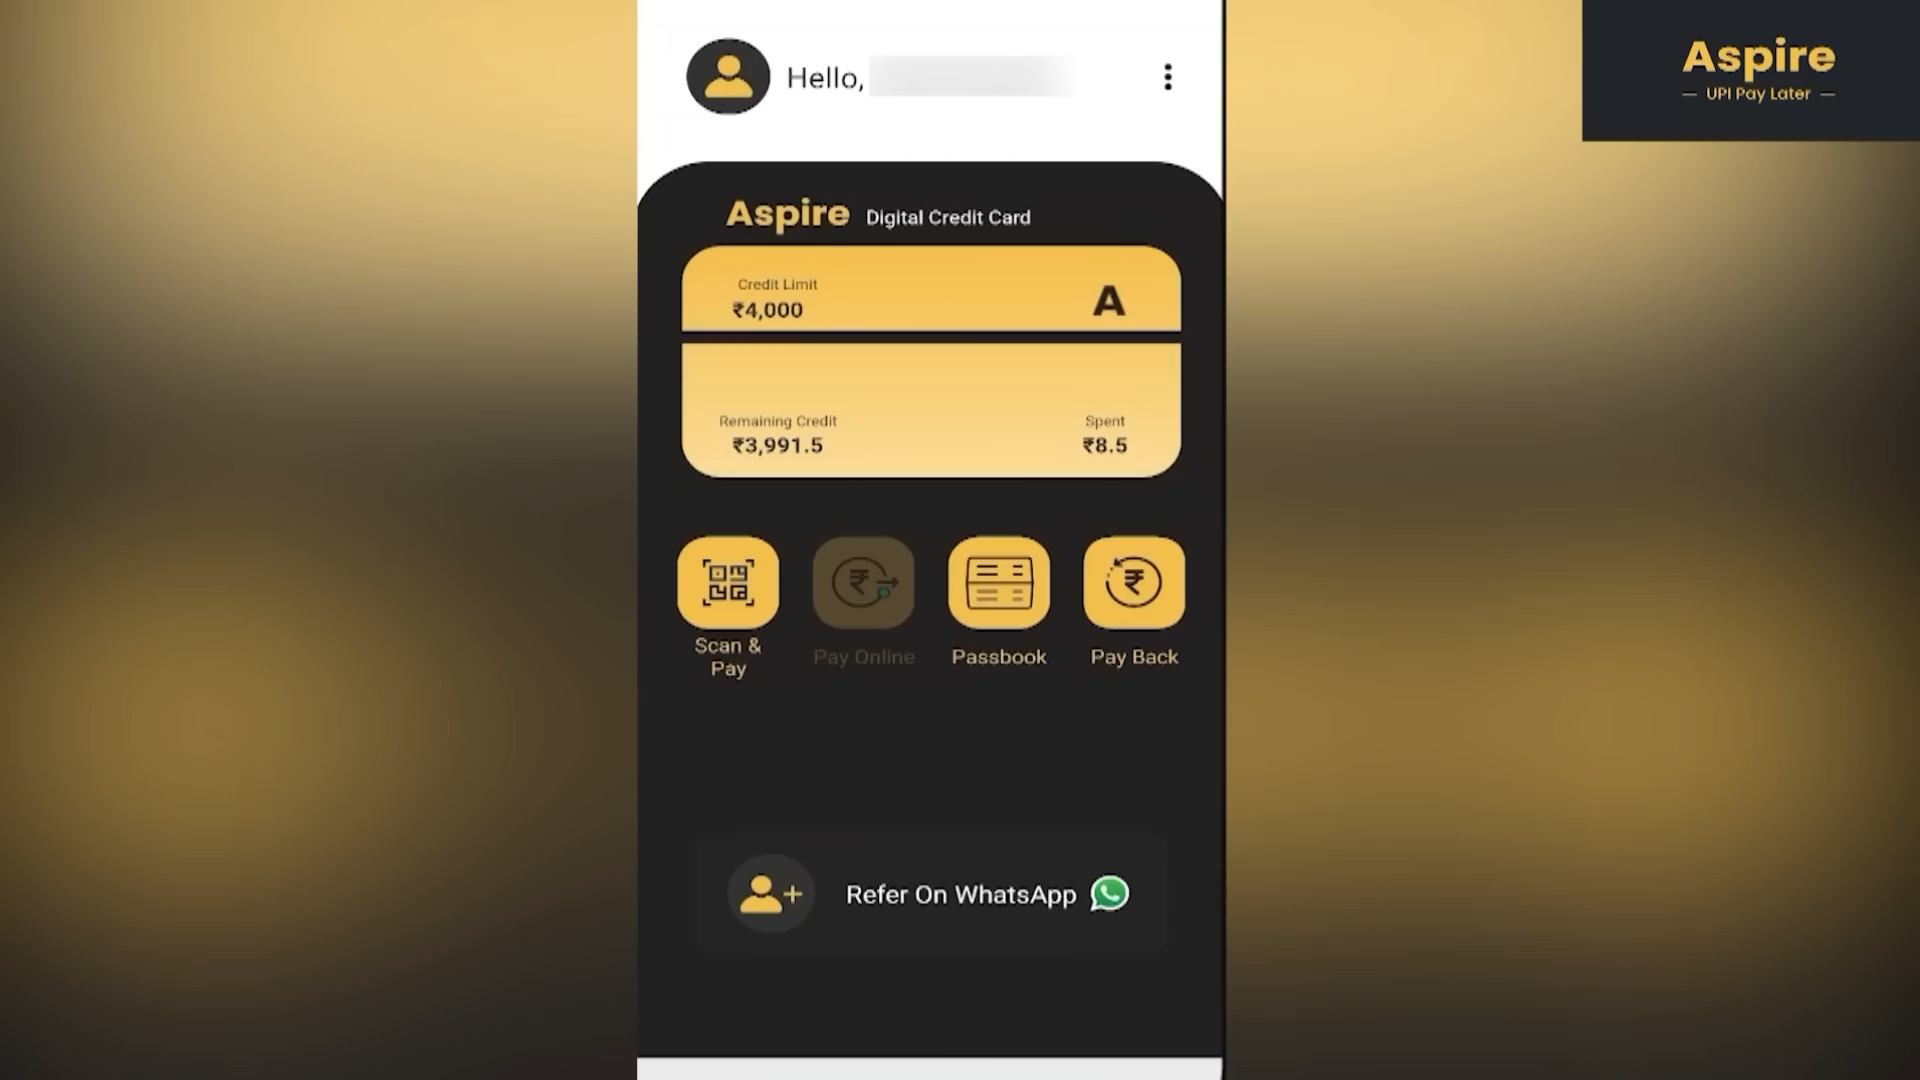 Aspire
— UPI Pay Later —
Hello,
Aspire Digital Credit Card
Credit Limit
₹4,000
A
Remaining Credit
₹3,991.5
Spent
₹8.5
Scan &
Pay
Pay Online
Passbook
Pay Back
Refer On WhatsApp